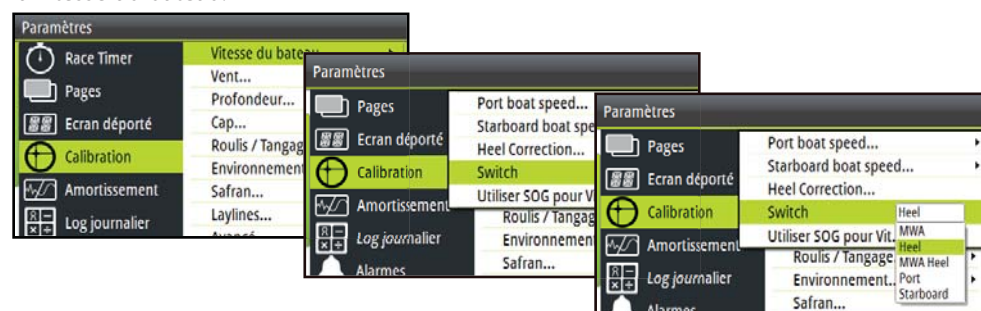 Paramètres
Race Timer
Pages
Ecran déporté
Calibration
Amortissement
Log journalier
Vitesse du bateau
Vent...
Profondeur...
Cap...
Roulis / Tangag
Environnement
Safran...
Laylines...
Paramètres
Pages
Ecran déporté
Calibration
Amortissement
Log journalier
Alarmes
Port boat speed...
Starboard boat spe
Heel Correction...
Switch
Utiliser SOG pour V
Roulis / Tangag
Environnement
Safran...
Paramètres
Pages
Ecran déporté
Calibration
Amortissement
Log journalier
Alarmes
Port boat speed...
Starboard boat speed...
Heel Correction...
Switch
Heel
Utiliser SOG pour Vit.
MWA
Heel
MWA Heel
Port
Starboard
Roulis / Tangage
Environnement..
Safran...